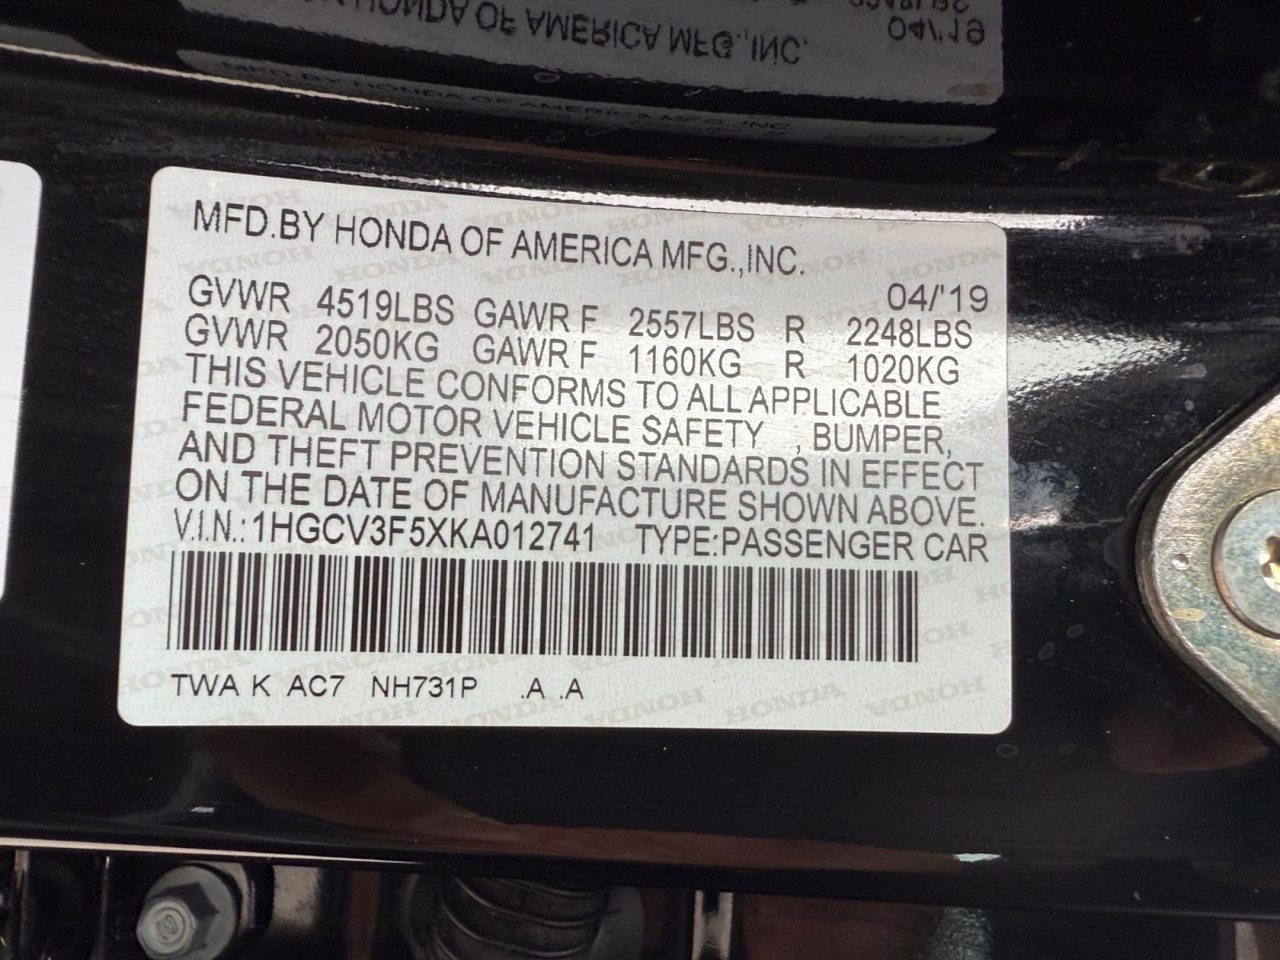 MFD.BY HONDA OF AMERICA MFG.,INC.
04/'19
GVWR 4519LBS GAWR F 2557LBS R 2248LBS
GVWR 2050KG GAWR F 1160KG R 1020KG
THIS VEHICLE CONFORMS TO ALL APPLICABLE
FEDERAL MOTOR VEHICLE SAFETY , BUMPER,
AND THEFT PREVENTION STANDARDS IN EFFECT
ON THE DATE OF MANUFACTURE SHOWN ABOVE.
V.I.N.:1HGCV3F5XKA012741 TYPE:PASSENGER CAR
TWA K AC7 NH731P .A .A